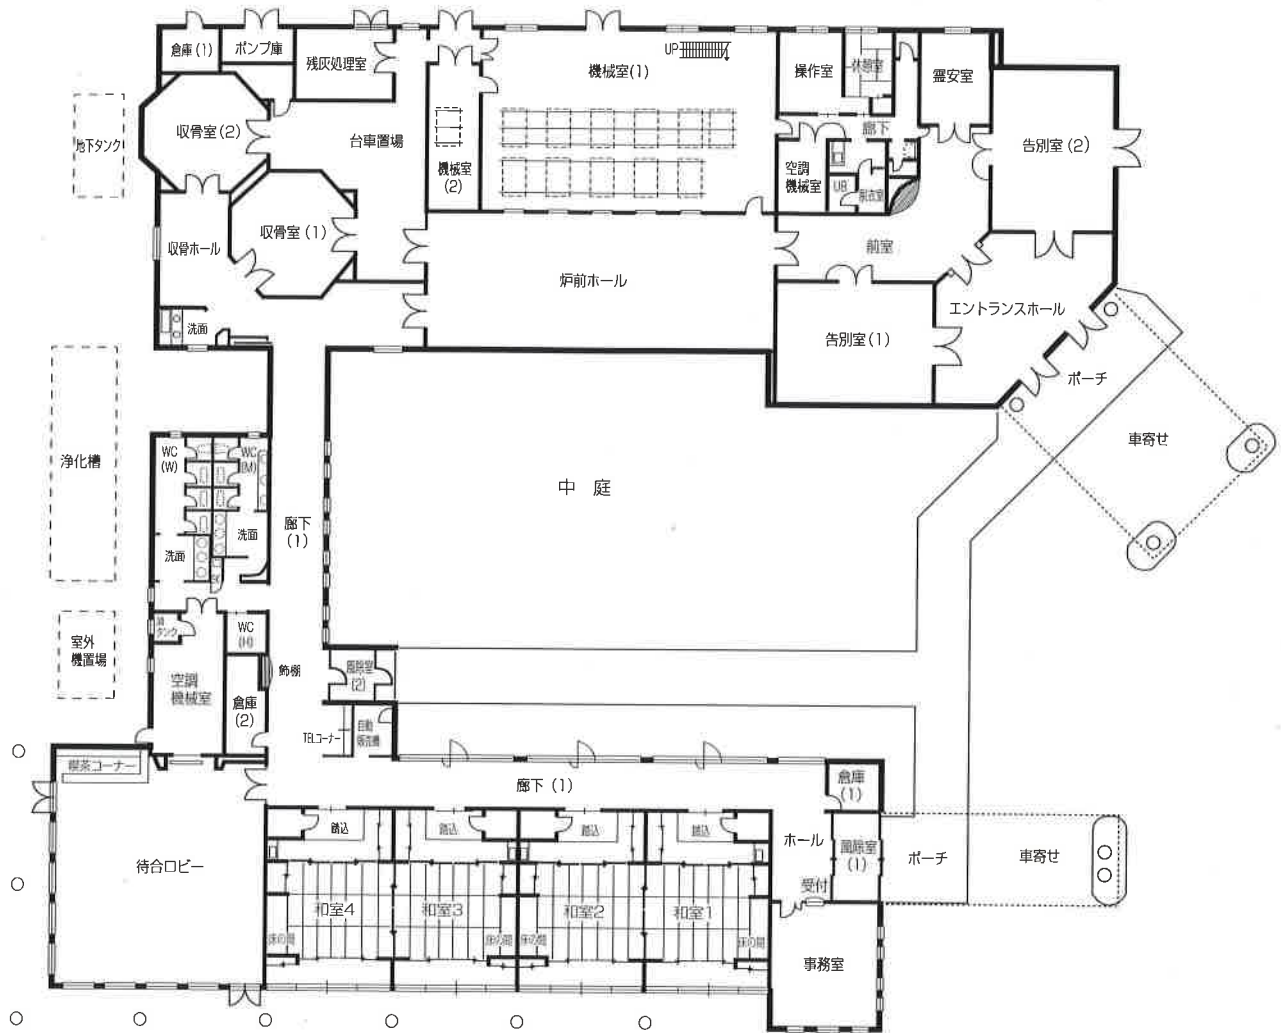 倉庫(1)
ポンプ庫
残灰処理室
機械室(1)
UP
操作室
休憩室
霊安室
地下タンク
収骨室(2)
台車置場
機械室
(2)
廊下
告別室(2)
空調
機械室
UB
脱衣室
収骨ホール
収骨室(1)
前室
炉前ホール
エントランスホール
洗面
告別室(1)
ポーチ
車寄せ
浄化槽
WC
(W)
WC
(M)
中 庭
廊下
(1)
洗面
洗面
室外
機置場
WC
(H)
飾棚
風除室
(2)
空調
機械室
倉庫
(2)
TELコーナー
自動
販売機
喫茶コーナー
廊下(1)
倉庫
(1)
踏込
踏込
踏込
踏込
ホール
風除室
(1)
ポーチ
車寄せ
待合ロビー
受付
和室4
和室3
和室2
和室1
床の間
床の間
床の間
床の間
事務室